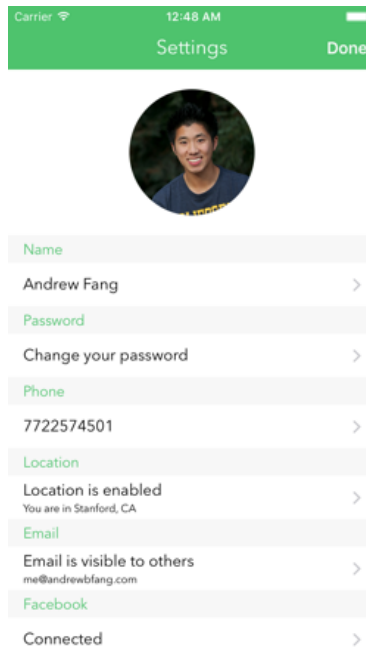 Carrier 12:48 AM
Settings Done
Name
Andrew Fang
Password
Change your password
Phone
7722574501
Location
Location is enabled
You are in Stanford, CA
Email
Email is visible to others
me@andrewbfang.com
Facebook
Connected